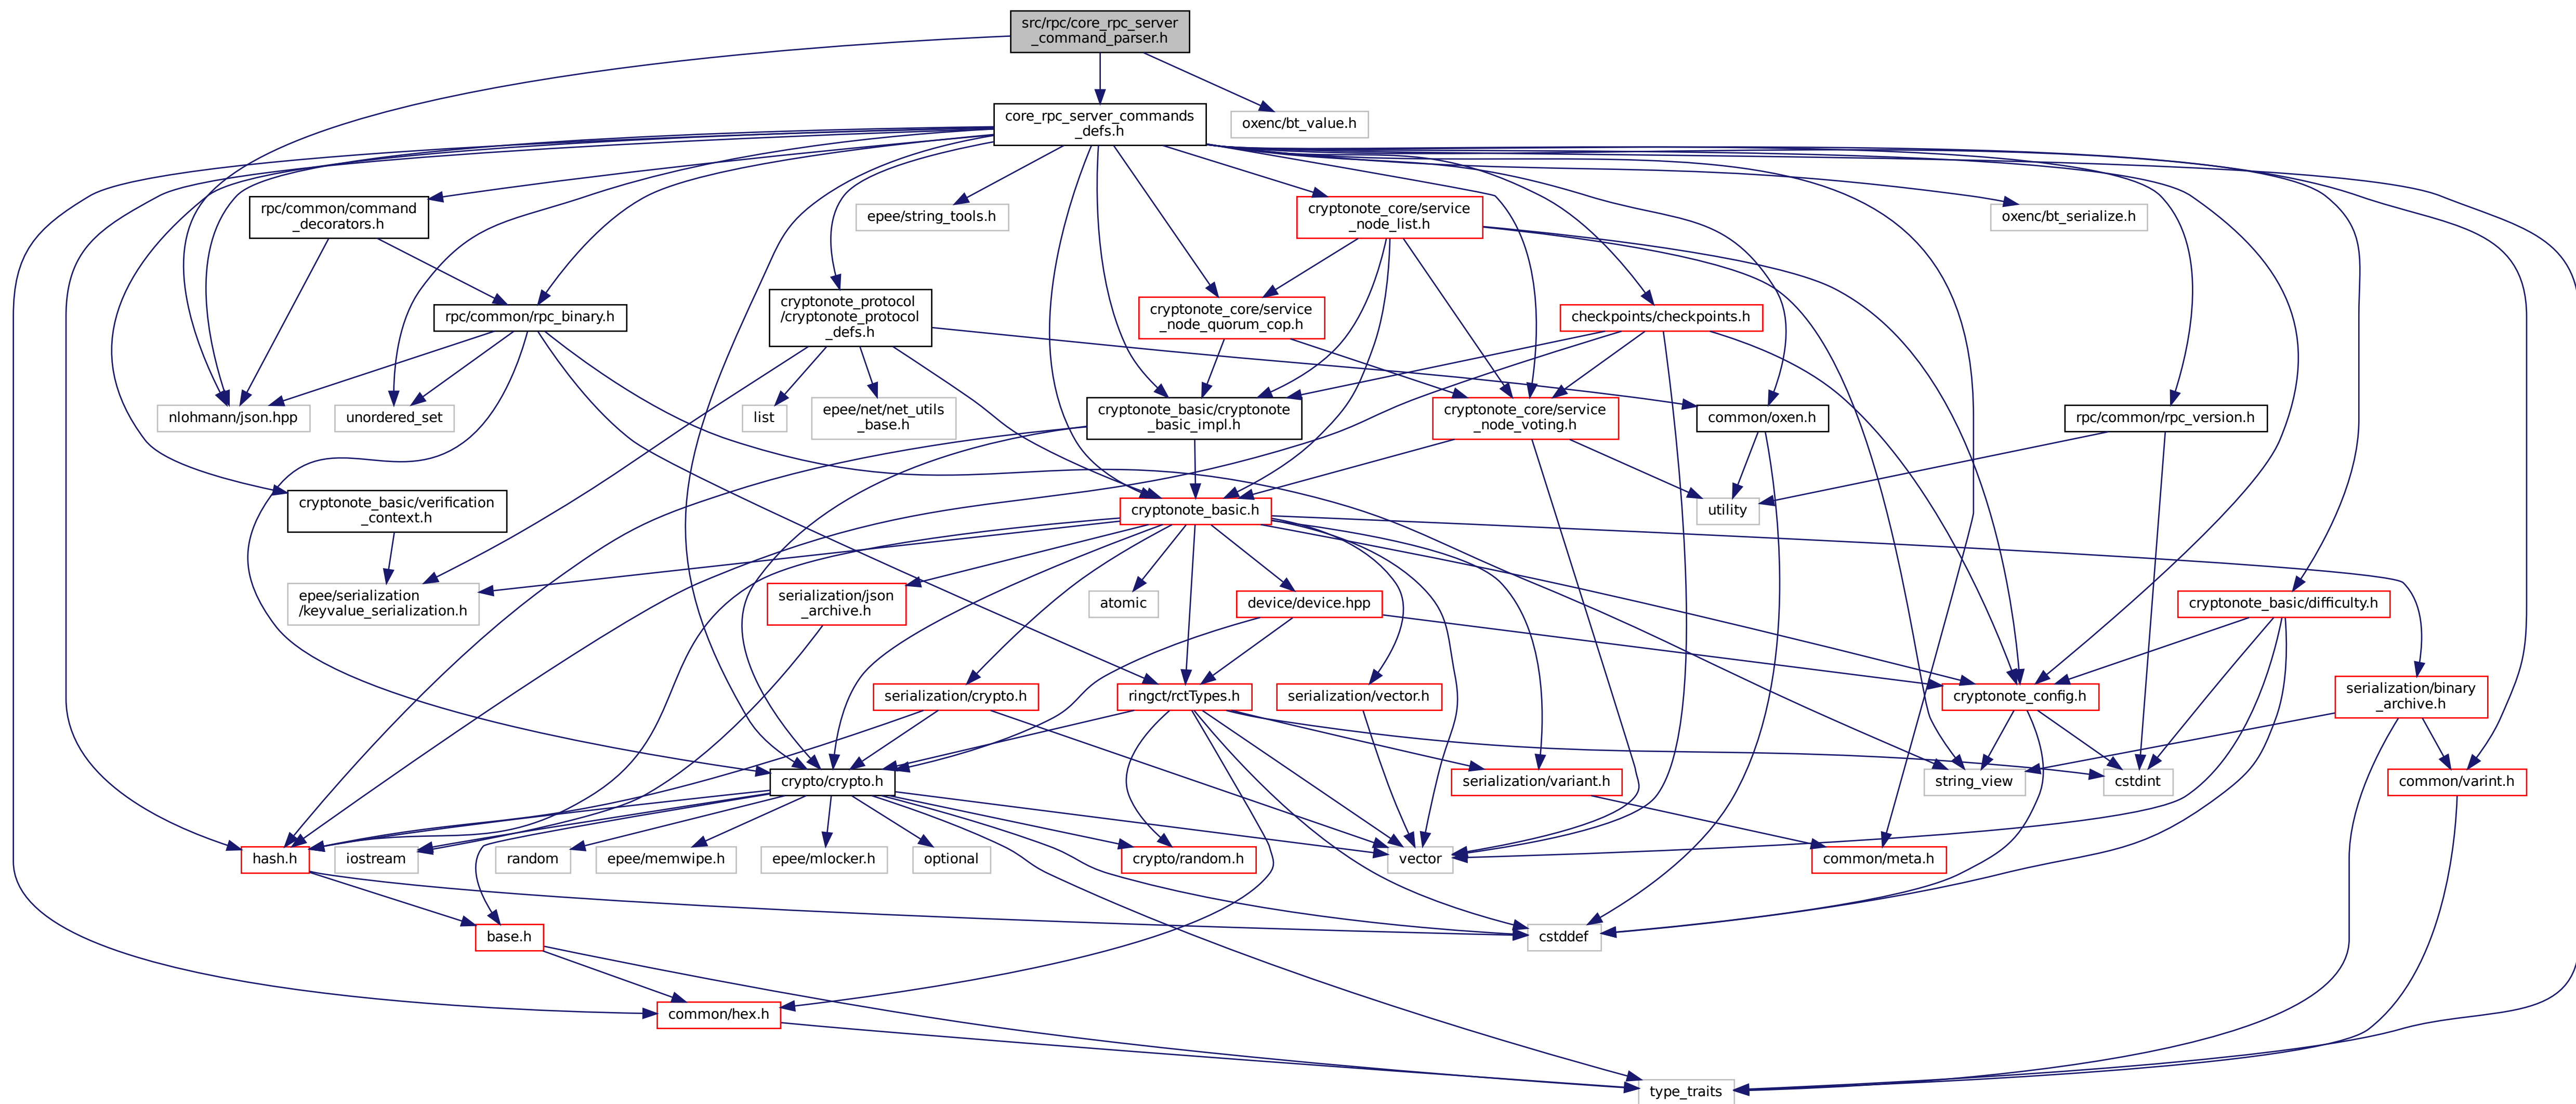 src/rpc/core_rpc_server
_command_parser.h
core_rpc_server_commands
_defs.h
oxenc/bt_value.h
rpc/common/command
_decorators.h
epee/string_tools.h
cryptonote_core/service
_node_list.h
oxenc/bt_serialize.h
rpc/common/rpc_binary.h
cryptonote_protocol
/cryptonote_protocol
_defs.h
cryptonote_core/service
_node_quorum_cop.h
checkpoints/checkpoints.h
nlohmann/json.hpp
unordered_set
list
epee/net/net_utils
_base.h
cryptonote_basic/cryptonote
_basic_impl.h
cryptonote_core/service
_node_voting.h
common/oxen.h
rpc/common/rpc_version.h
cryptonote_basic/verification
_context.h
cryptonote_basic.h
utility
epee/serialization
/keyvalue_serialization.h
serialization/json
_archive.h
atomic
device/device.hpp
cryptonote_basic/difficulty.h
serialization/crypto.h
ringct/rctTypes.h
serialization/vector.h
cryptonote_config.h
serialization/binary
_archive.h
crypto/crypto.h
serialization/variant.h
string_view
cstdint
common/varint.h
hash.h
iostream
random
epee/memwipe.h
epee/mlocker.h
optional
crypto/random.h
vector
common/meta.h
base.h
cstddef
common/hex.h
type_traits